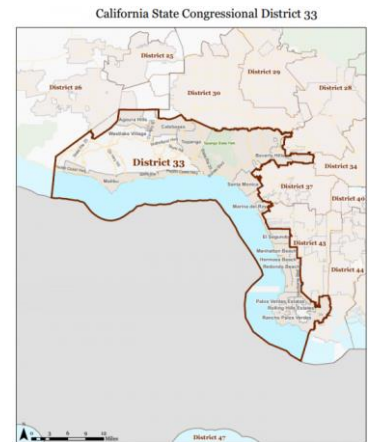 California State Congressional District 33
District 25
District 29
District 26
District 30
District 28
Agoura Hills
Westlake Village
Calabasas
Topanga
District 33
Beverly Hills
District 34
Malibu
Santa Monica
District 37
Marina del Rey
District 40
El Segundo
District 43
Manhattan Beach
Hermosa Beach
Redondo Beach
District 44
Palos Verdes Estates
Rolling Hills Estates
Rancho Palos Verdes
District 47